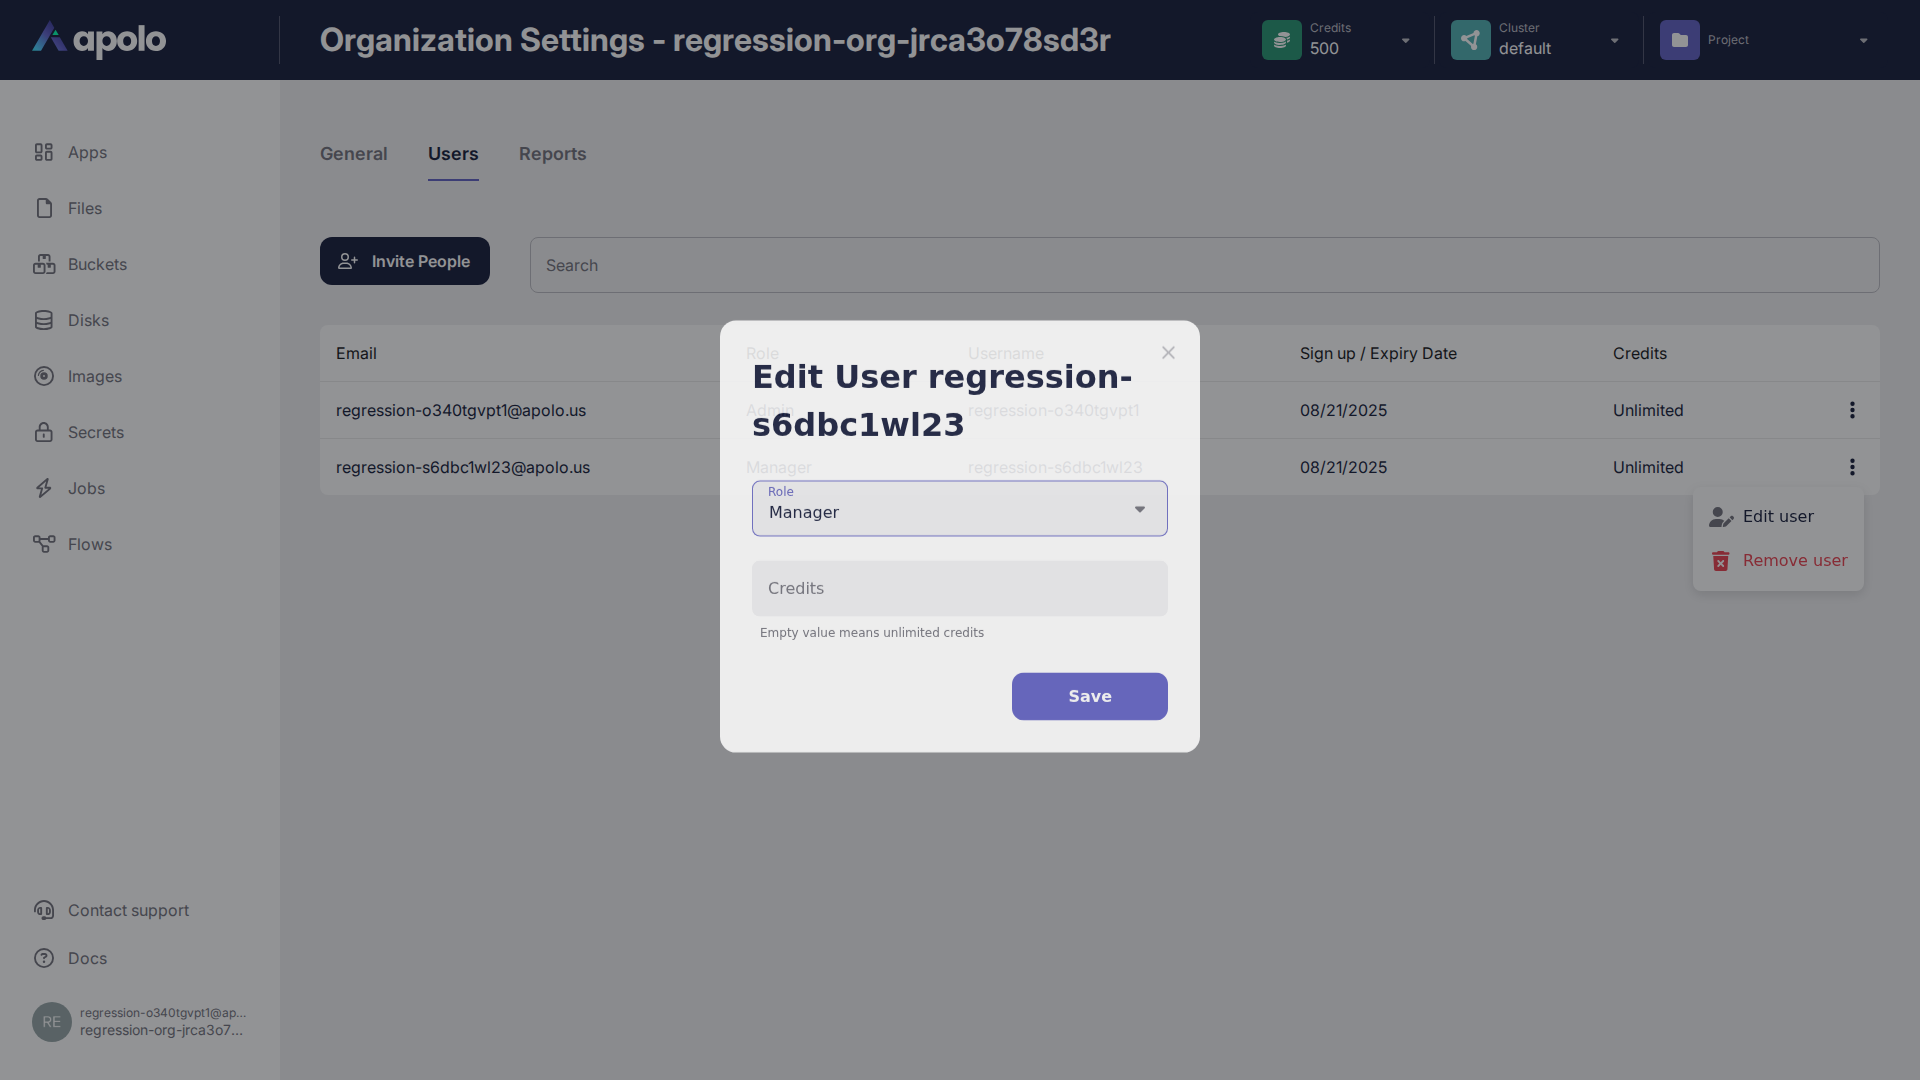 apolo
Organization Settings - regression-org-jrca3o78sd3r
Credits
500
Cluster
default
Project
Apps
Files
Buckets
Disks
Images
Secrets
Jobs
Flows
Contact support
Docs
RE
regression-o340tgvpt1@ap...
regression-org-jrca3o7...
General Users Reports
Invite People
Search
Email Role Username Sign up / Expiry Date Credits
regression-o340tgvpt1@apolo.us Admin regression-o340tgvpt1 08/21/2025 Unlimited
regression-s6dbc1wl23@apolo.us Manager regression-s6dbc1wl23 08/21/2025 Unlimited
Edit user
Remove user
Edit User regression-
s6dbc1wl23
Role
Manager
Credits
Empty value means unlimited credits
Save